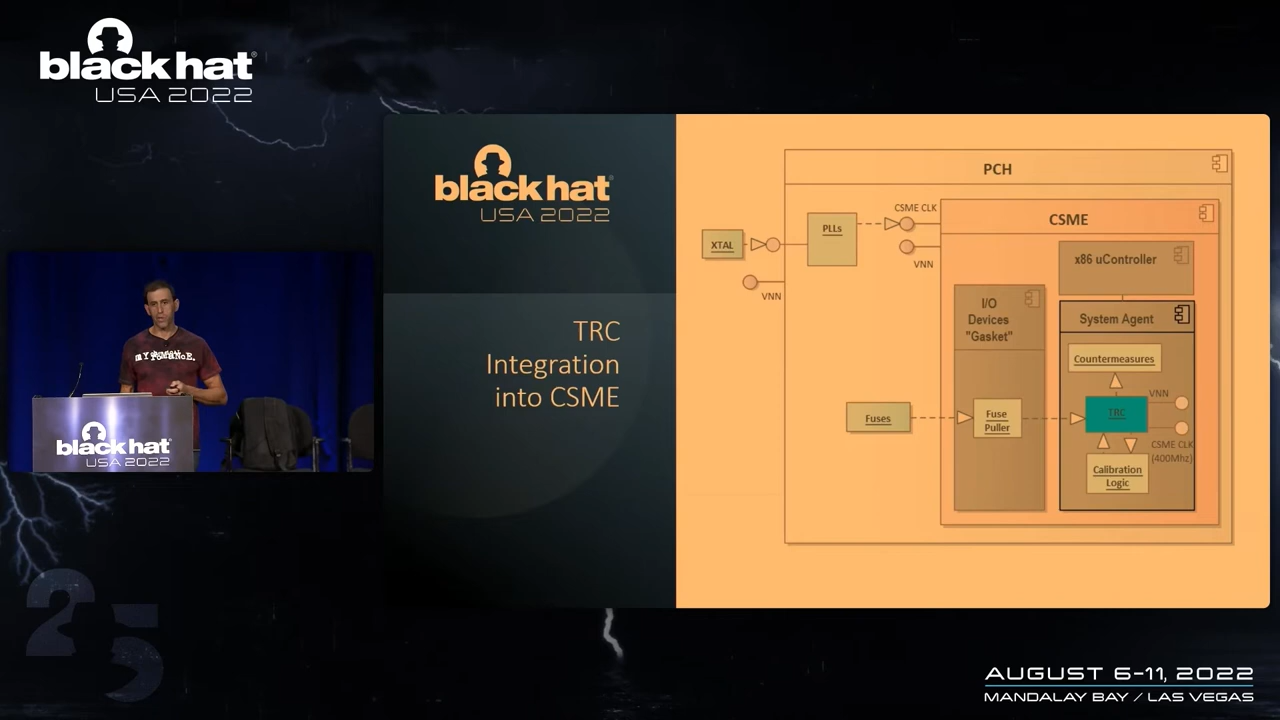 black hat
USA 2022
black hat
USA 2022
TRC
Integration
into CSME
black hat
USA 2022
PCH
CSME
CSME CLK
VNN
XTAL
PLLs
VNN
x86 uController
I/O
Devices
"Gasket"
System Agent
Countermeasures
Fuses
Fuse
Puller
TRC
VNN
CSME CLK
(400Mhz)
Calibration
Logic
25
AUGUST 6-11, 2022
MANDALAY BAY / LAS VEGAS